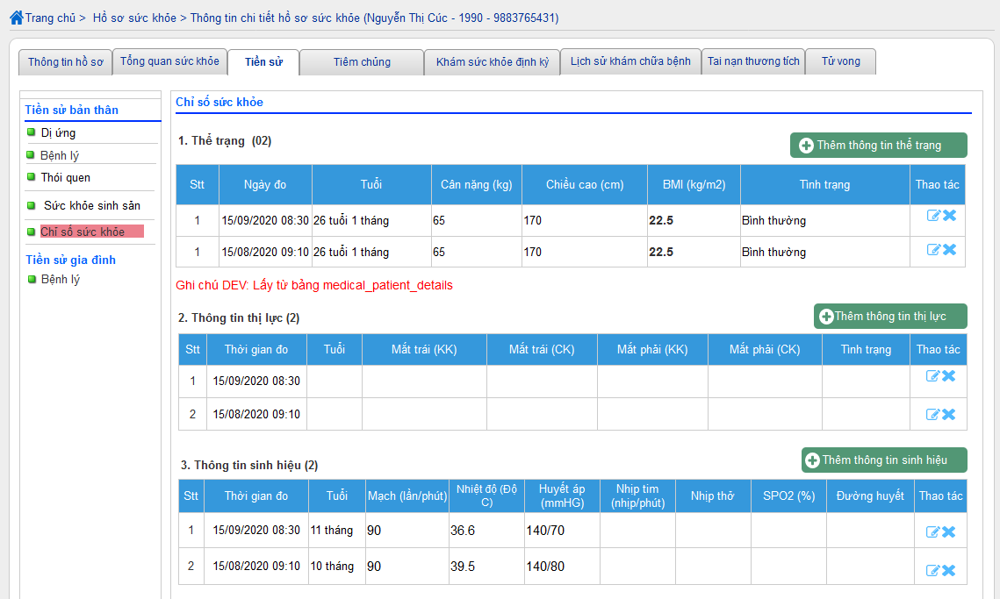 Trang chủ > Hồ sơ sức khỏe > Thông tin chi tiết hồ sơ sức khỏe (Nguyễn Thị Cúc - 1990 - 9883765431)
Thông tin hồ sơ Tổng quan sức khỏe Tiền sử Tiêm chủng Khám sức khỏe định kỳ Lịch sử khám chữa bệnh Tai nạn thương tích Tử vong
Tiền sử bản thân
Dị ứng
Bệnh lý
Thói quen
Sức khỏe sinh sản
Chỉ số sức khỏe
Tiền sử gia đình
Bệnh lý
Chỉ số sức khỏe
1. Thể trạng (02)
Thêm thông tin thể trạng
Stt Ngày đo Tuổi Cân nặng (kg) Chiều cao (cm) BMI (kg/m2) Tình trạng Thao tác
1 15/09/2020 08:30 26 tuổi 1 tháng 65 170 22.5 Bình thường
1 15/08/2020 09:10 26 tuổi 1 tháng 65 170 22.5 Bình thường
Ghi chú DEV: Lấy từ bảng medical_patient_details
2. Thông tin thị lực (2)
Thêm thông tin thị lực
Stt Thời gian đo Tuổi Mắt trái (KK) Mắt trái (CK) Mắt phải (KK) Mắt phải (CK) Tình trạng Thao tác
1 15/09/2020 08:30
2 15/08/2020 09:10
3. Thông tin sinh hiệu (2)
Thêm thông tin sinh hiệu
Stt Thời gian đo Tuổi Mạch (lần/phút) Nhiệt độ (Độ C) Huyết áp (mmHG) Nhịp tim (nhịp/phút) Nhịp thở SPO2 (%) Đường huyết Thao tác
1 15/09/2020 08:30 11 tháng 90 36.6 140/70
2 15/08/2020 09:10 10 tháng 90 39.5 140/80